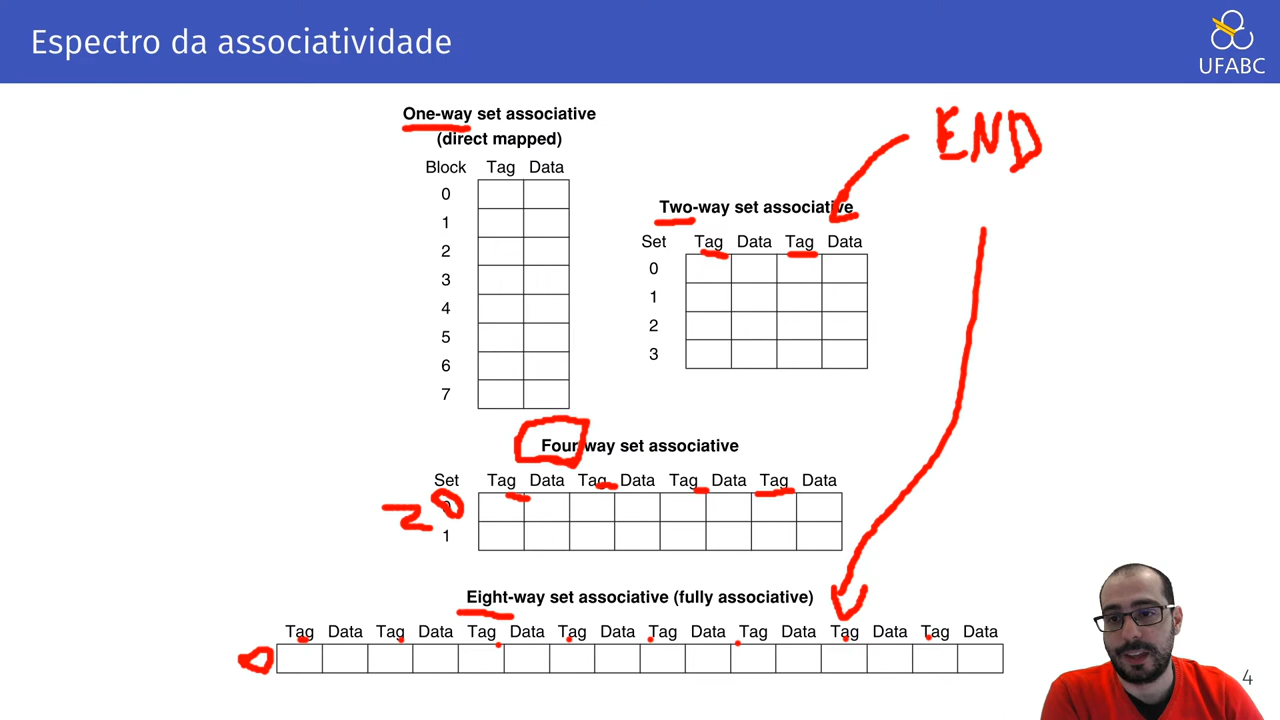 Espectro da associatividade
UFABC
One-way set associative
(direct mapped)
Block Tag Data
0
1
2
3
4
5
6
7
END
Two-way set associative
Set Tag Data Tag Data
0
1
2
3
Four-way set associative
Set Tag Data Tag Data Tag Data Tag Data
0
1
Eight-way set associative (fully associative)
Tag Data Tag Data Tag Data Tag Data Tag Data Tag Data Tag Data Tag Data
4